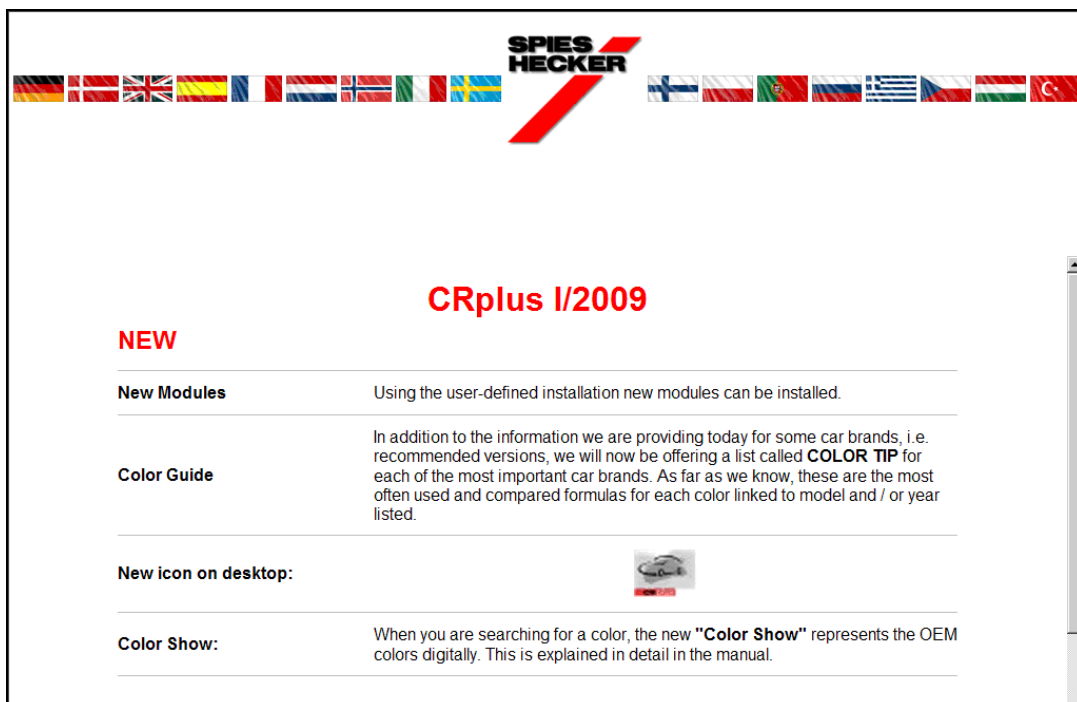 SPIES
HECKER
CRplus I/2009
NEW
New Modules
Using the user-defined installation new modules can be installed.
Color Guide
In addition to the information we are providing today for some car brands, i.e.
recommended versions, we will now be offering a list called COLOR TIP for
each of the most important car brands. As far as we know, these are the most
often used and compared formulas for each color linked to model and / or year
listed.
New icon on desktop:
Color Show:
When you are searching for a color, the new "Color Show" represents the OEM
colors digitally. This is explained in detail in the manual.